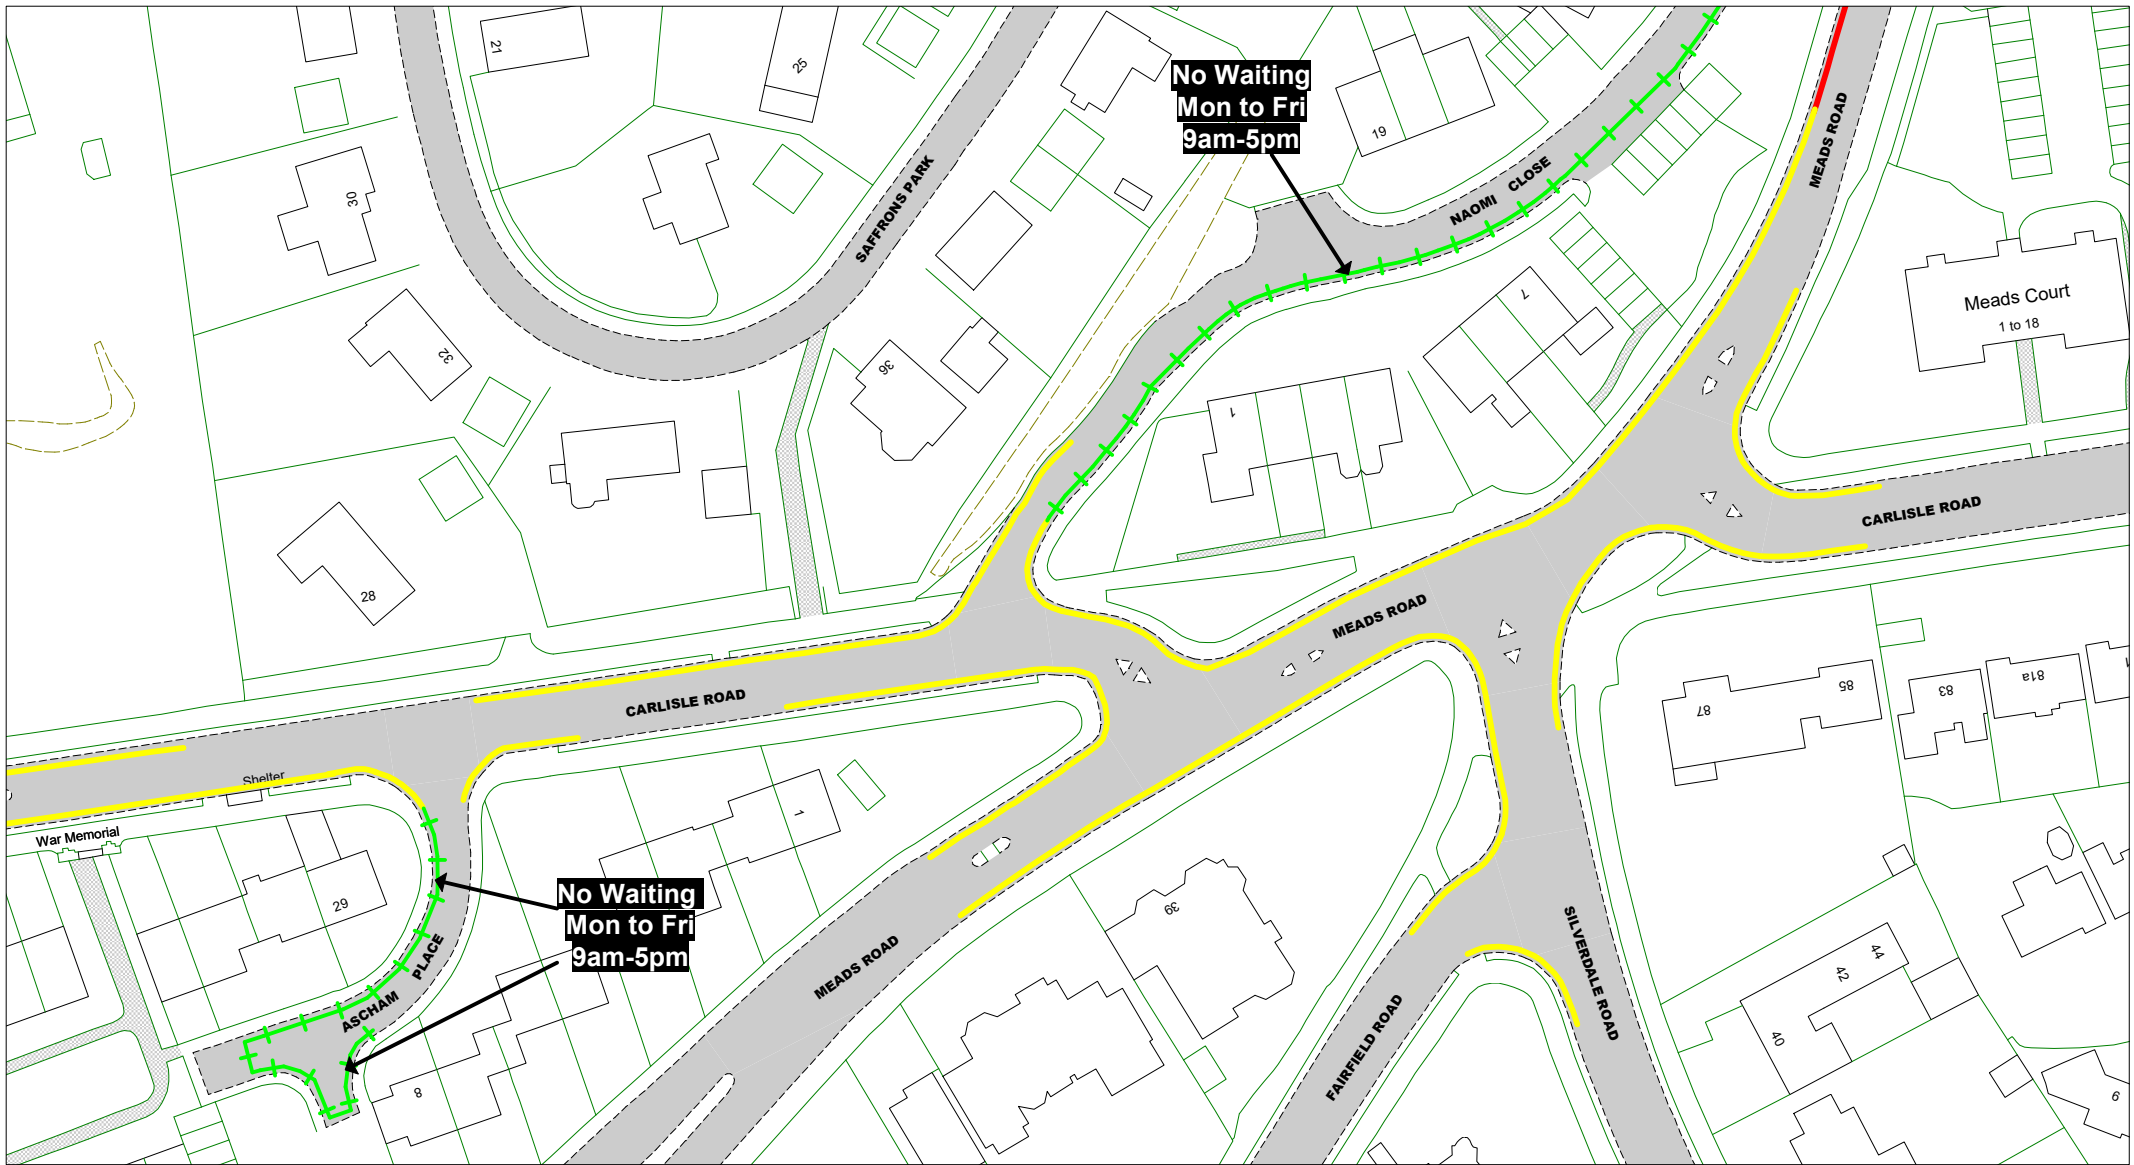 21
25
30
32
28
36
SAFFRONS PARK
No Waiting
Mon to Fri
9am-5pm
19
NAOMI CLOSE
7
1
MEADS ROAD
Meads Court
1 to 18
CARLISLE ROAD
MEADS ROAD
CARLISLE ROAD
Shelter
War Memorial
29
1
No Waiting
Mon to Fri
9am-5pm
ASCHAM PLACE
8
MEADS ROAD
39
FAIRFIELD ROAD
SILVERDALE ROAD
87
85
83
81a
40
42
44